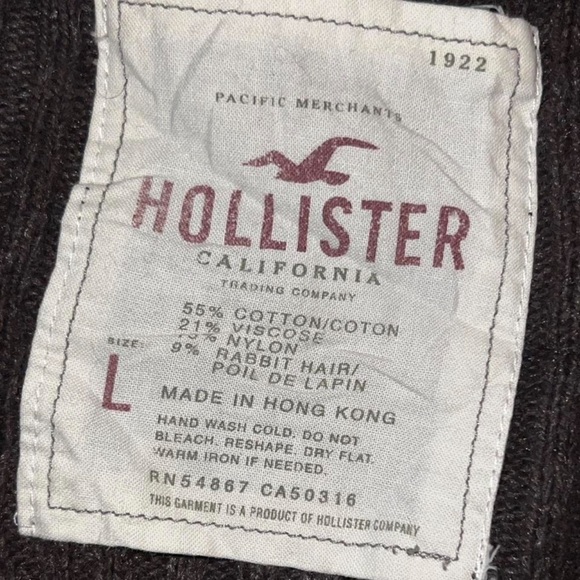 1922
PACIFIC MERCHANTS
HOLLISTER
CALIFORNIA
TRADING COMPANY
55% COTTON/COTON
21% VISCOSE
% NYLON
9% RABBIT HAIR/
POIL DE LAPIN
SIZE:
L
MADE IN HONG KONG
HAND WASH COLD. DO NOT
BLEACH. RESHAPE. DRY FLAT.
WARM IRON IF NEEDED.
RN54867 CA50316
THIS GARMENT IS A PRODUCT OF HOLLISTER COMPANY